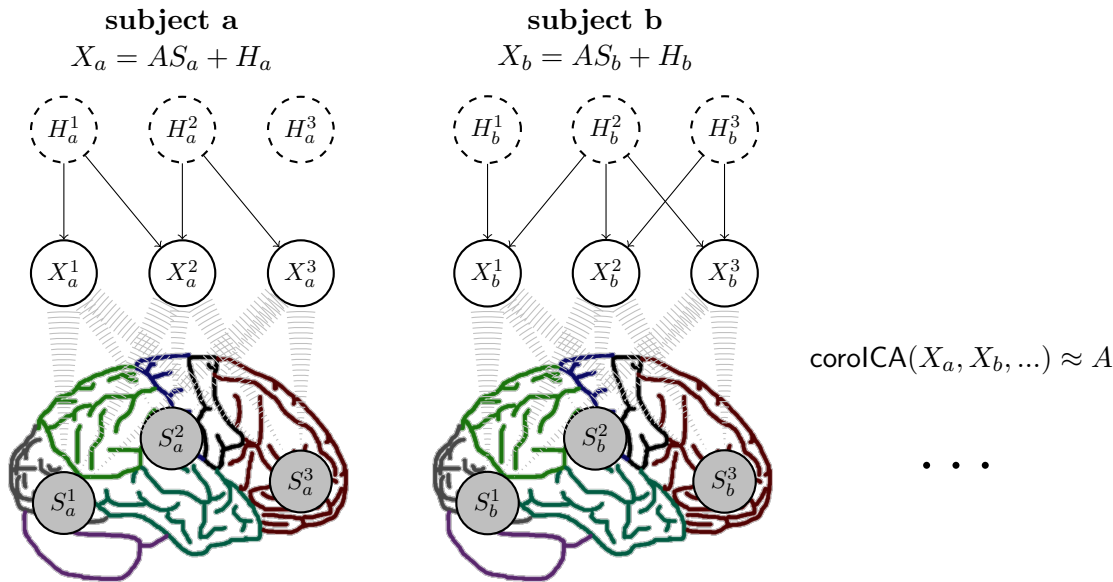 subject a
$X_a = AS_a + H_a$
$H_a^1$ $H_a^2$ $H_a^3$
$X_a^1$ $X_a^2$ $X_a^3$
$S_a^1$ $S_a^2$ $S_a^3$
subject b
$X_b = AS_b + H_b$
$H_b^1$ $H_b^2$ $H_b^3$
$X_b^1$ $X_b^2$ $X_b^3$
$S_b^1$ $S_b^2$ $S_b^3$
coroICA$(X_a, X_b, ...) \approx A$
. . .